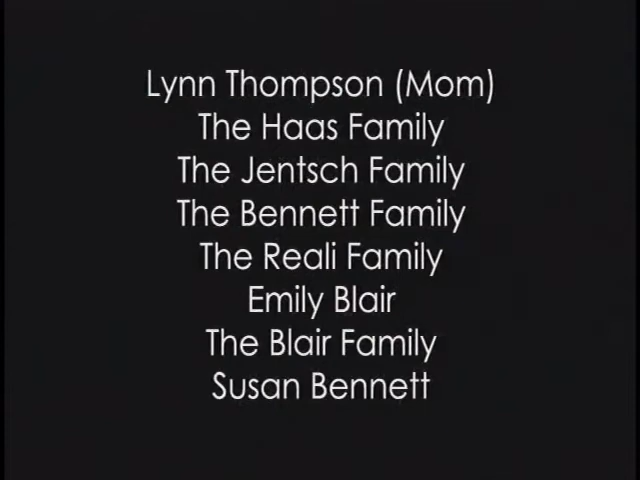 Lynn Thompson (Mom)
The Haas Family
The Jentsch Family
The Bennett Family
The Reali Family
Emily Blair
The Blair Family
Susan Bennett